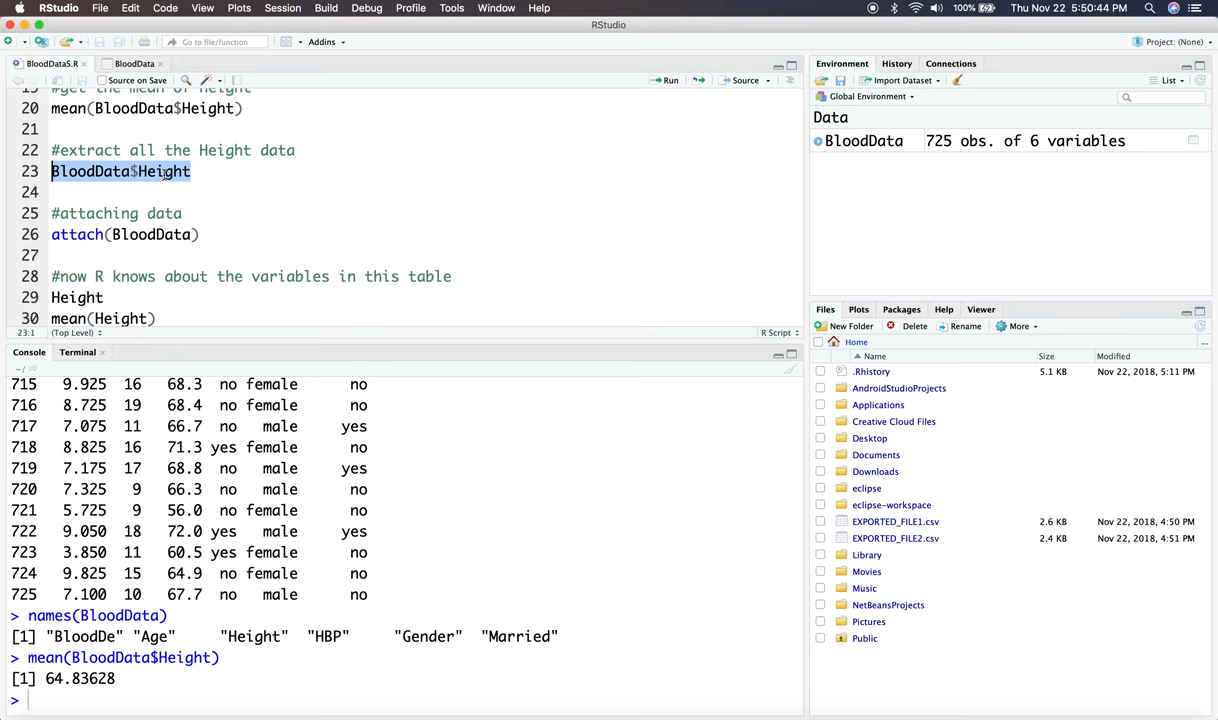 RStudio File Edit Code View Plots Session Build Debug Profile Tools Window Help 100% Thu Nov 22 5:50:44 PM
RStudio
Go to file/function Addins Project: (None)
BloodDataS.R BloodData
Source on Save Run Source
19 #get the mean of height
20 mean(BloodData$Height)
21
22 #extract all the Height data
23 BloodData$Height
24
25 #attaching data
26 attach(BloodData)
27
28 #now R knows about the variables in this table
29 Height
30 mean(Height)
23:1 (Top Level) R Script
Console Terminal
~/
715 9.925 16 68.3 no female no
716 8.725 19 68.4 no female no
717 7.075 11 66.7 no male yes
718 8.825 16 71.3 yes female no
719 7.175 17 68.8 no male yes
720 7.325 9 66.3 no male no
721 5.725 9 56.0 no female no
722 9.050 18 72.0 yes male yes
723 3.850 11 60.5 yes female no
724 9.825 15 64.9 no female no
725 7.100 10 67.7 no male no
> names(BloodData)
[1] "BloodDe" "Age" "Height" "HBP" "Gender" "Married"
> mean(BloodData$Height)
[1] 64.83628
>
Environment History Connections
Import Dataset List
Global Environment
Data
BloodData 725 obs. of 6 variables
Files Plots Packages Help Viewer
New Folder Delete Rename More
Home ...
Name Size Modified
.Rhistory 5.1 KB Nov 22, 2018, 5:11 PM
AndroidStudioProjects
Applications
Creative Cloud Files
Desktop
Documents
Downloads
eclipse
eclipse-workspace
EXPORTED_FILE1.csv 2.6 KB Nov 22, 2018, 4:50 PM
EXPORTED_FILE2.csv 2.4 KB Nov 22, 2018, 4:51 PM
Library
Movies
Music
NetBeansProjects
Pictures
Public